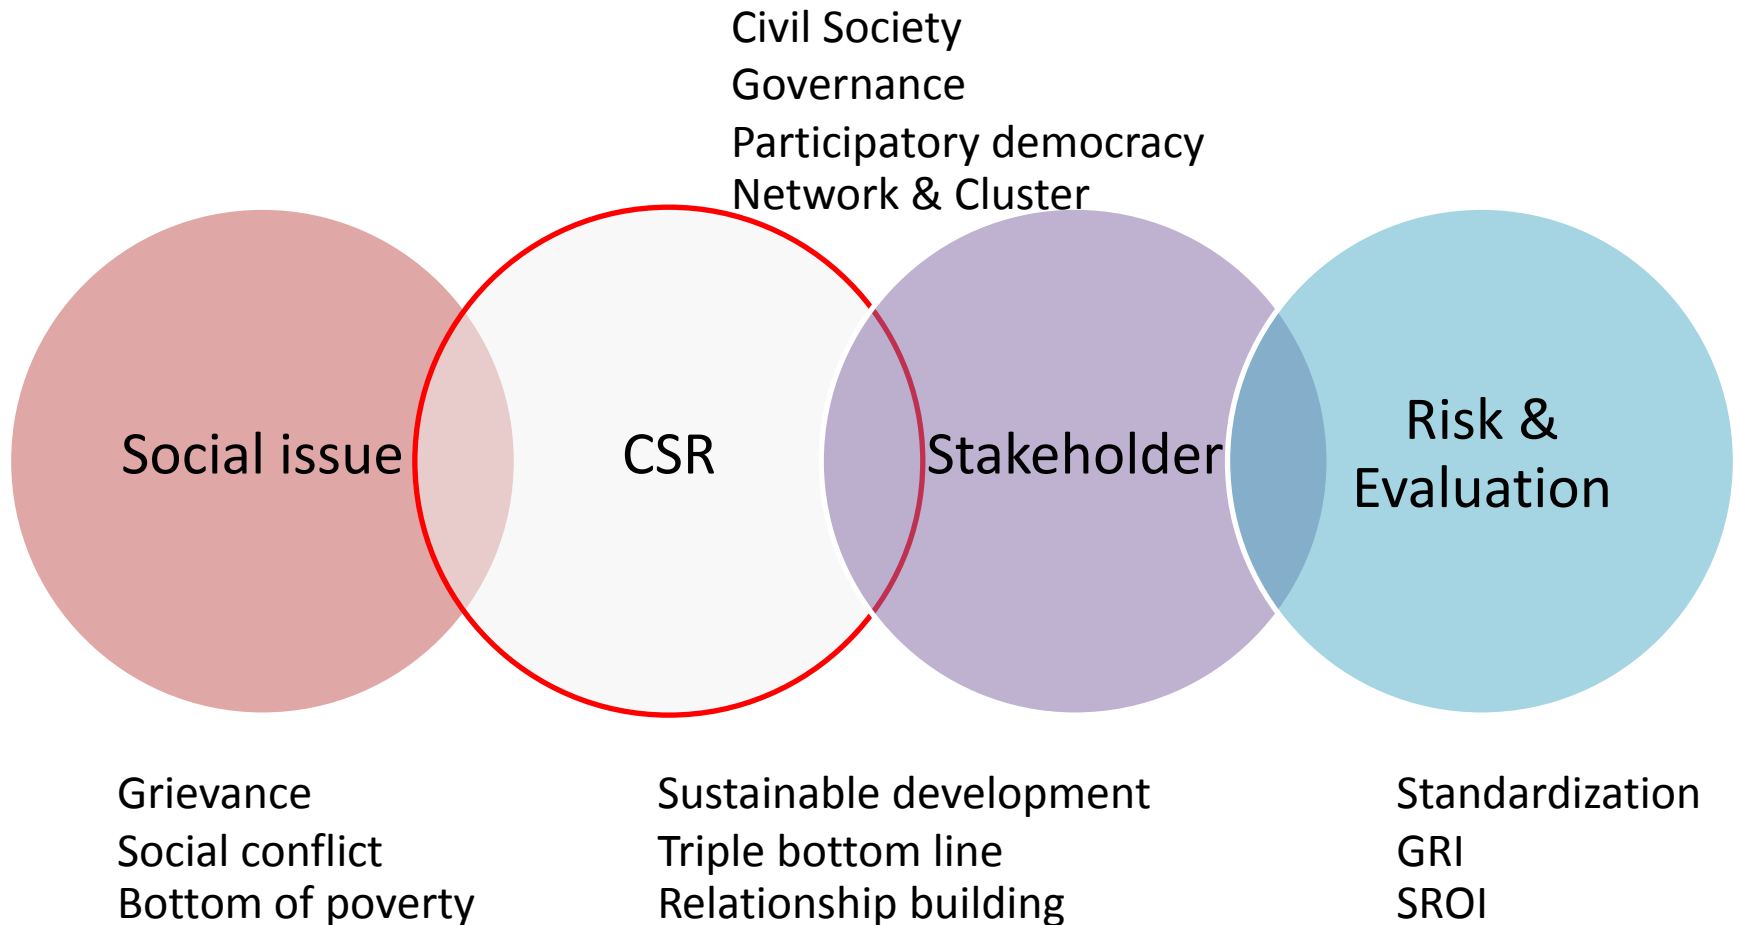 Civil Society
Governance
Participatory democracy
Network & Cluster
Social issue
CSR
Stakeholder
Risk &
Evaluation
Grievance
Social conflict
Bottom of poverty
Sustainable development
Triple bottom line
Relationship building
Standardization
GRI
SROI